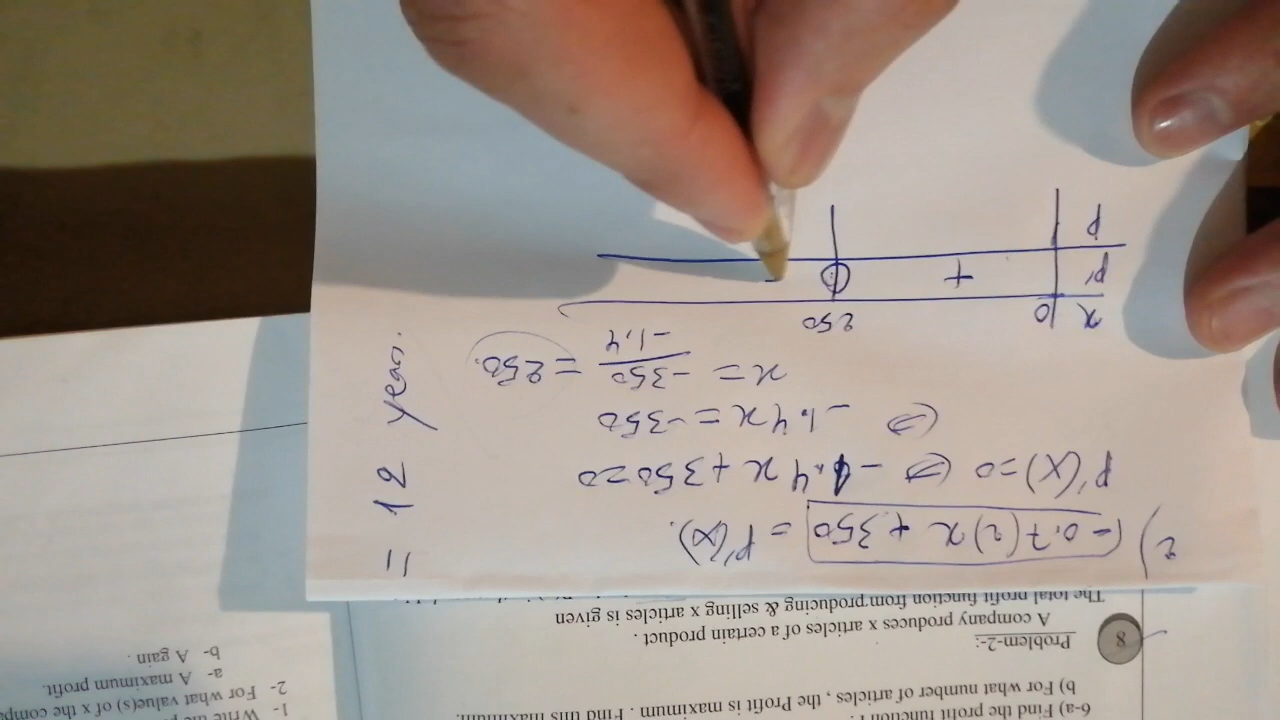 6-a) Find the profit function P.
b) For what number of articles , the Profit is maximum . Find this maximum.
8
Problem-2-:
A company produces x articles of a certain product .
The total profit function from producing & selling x articles is given
1- Write the
2- For what value(s) of x the
a- A maximum profit.
b- A gain .
2) (-0.7(2)x + 350 = P'(x).
P'(x)=0 ⇔ -1.4x+350=0
⇔ -1.4x = -350
x = -350/-1.4 = 250.
x 0 250
P' + 0 -
P
= 12 years.